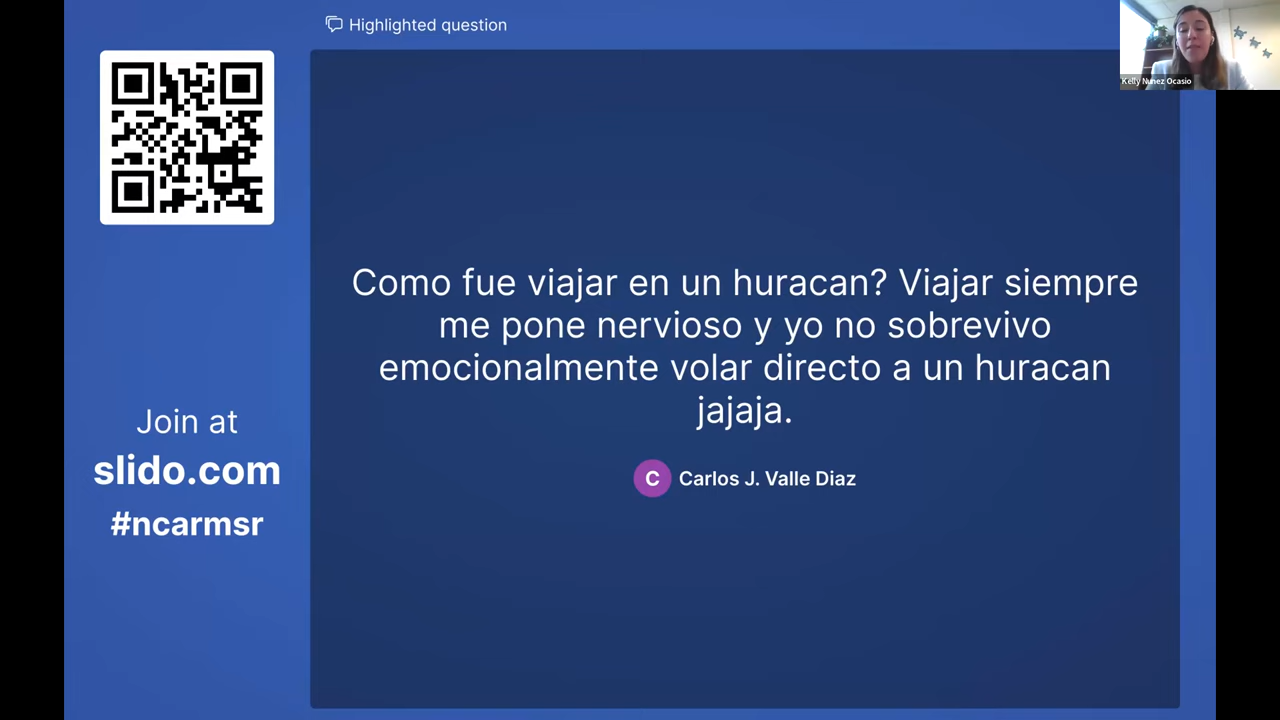 Highlighted question
Kelly Nunez Ocasio
Como fue viajar en un huracan? Viajar siempre
me pone nervioso y yo no sobrevivo
emocionalmente volar directo a un huracan
jajaja.
C Carlos J. Valle Diaz
Join at
slido.com
#ncarmsr